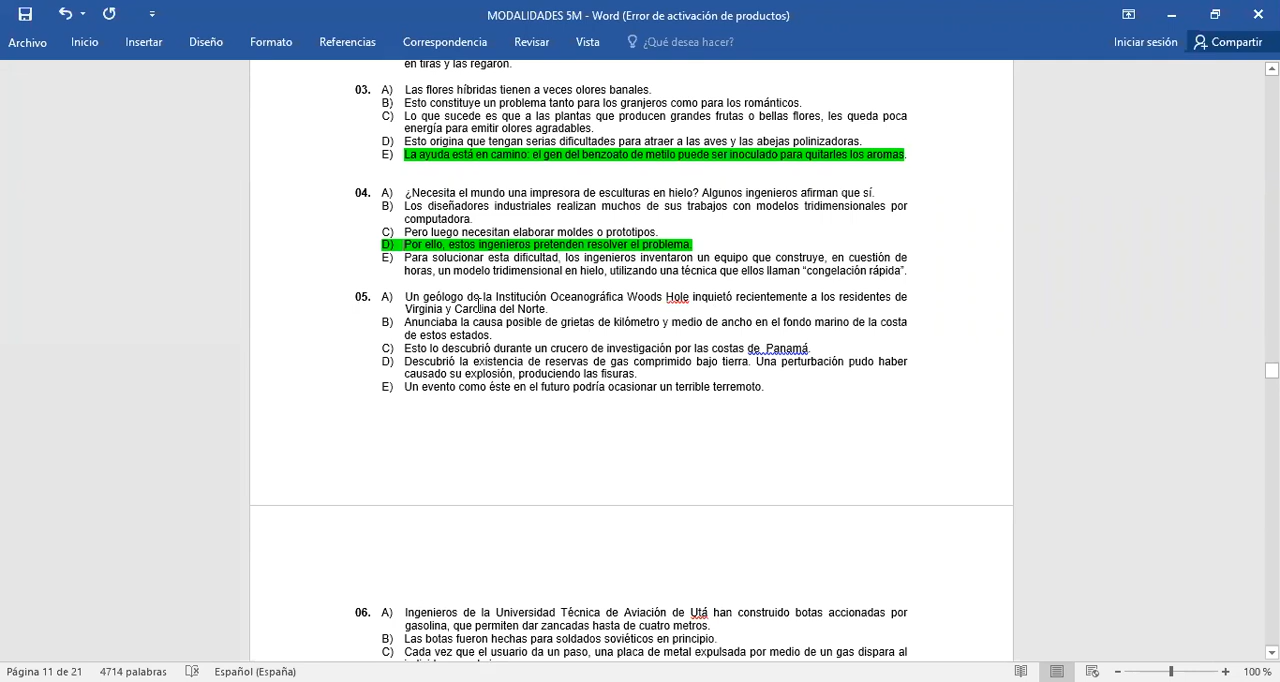 MODALIDADES 5M - Word (Error de activación de productos)
Archivo Inicio Insertar Diseño Formato Referencias Correspondencia Revisar Vista ¿Qué desea hacer? Iniciar sesión Compartir
en tiras y las regaron.
03. A) Las flores híbridas tienen a veces olores banales.
B) Esto constituye un problema tanto para los granjeros como para los románticos.
C) Lo que sucede es que a las plantas que producen grandes frutas o bellas flores, les queda poca
energía para emitir olores agradables.
D) Esto origina que tengan serias dificultades para atraer a las aves y las abejas polinizadoras.
E) La ayuda está en camino: el gen del benzoato de metilo puede ser inoculado para quitarles los aromas.
04. A) ¿Necesita el mundo una impresora de esculturas en hielo? Algunos ingenieros afirman que sí.
B) Los diseñadores industriales realizan muchos de sus trabajos con modelos tridimensionales por
computadora.
C) Pero luego necesitan elaborar moldes o prototipos.
D) Por ello, estos ingenieros pretenden resolver el problema.
E) Para solucionar esta dificultad, los ingenieros inventaron un equipo que construye, en cuestión de
horas, un modelo tridimensional en hielo, utilizando una técnica que ellos llaman “congelación rápida”.
05. A) Un geólogo de la Institución Oceanográfica Woods Hole inquietó recientemente a los residentes de
Virginia y Carolina del Norte.
B) Anunciaba la causa posible de grietas de kilómetro y medio de ancho en el fondo marino de la costa
de estos estados.
C) Esto lo descubrió durante un crucero de investigación por las costas de Panamá.
D) Descubrió la existencia de reservas de gas comprimido bajo tierra. Una perturbación pudo haber
causado su explosión, produciendo las fisuras.
E) Un evento como éste en el futuro podría ocasionar un terrible terremoto.
06. A) Ingenieros de la Universidad Técnica de Aviación de Utá han construido botas accionadas por
gasolina, que permiten dar zancadas hasta de cuatro metros.
B) Las botas fueron hechas para soldados soviéticos en principio.
C) Cada vez que el usuario da un paso, una placa de metal expulsada por medio de un gas dispara al
Página 11 de 21 4714 palabras Español (España) 100 %